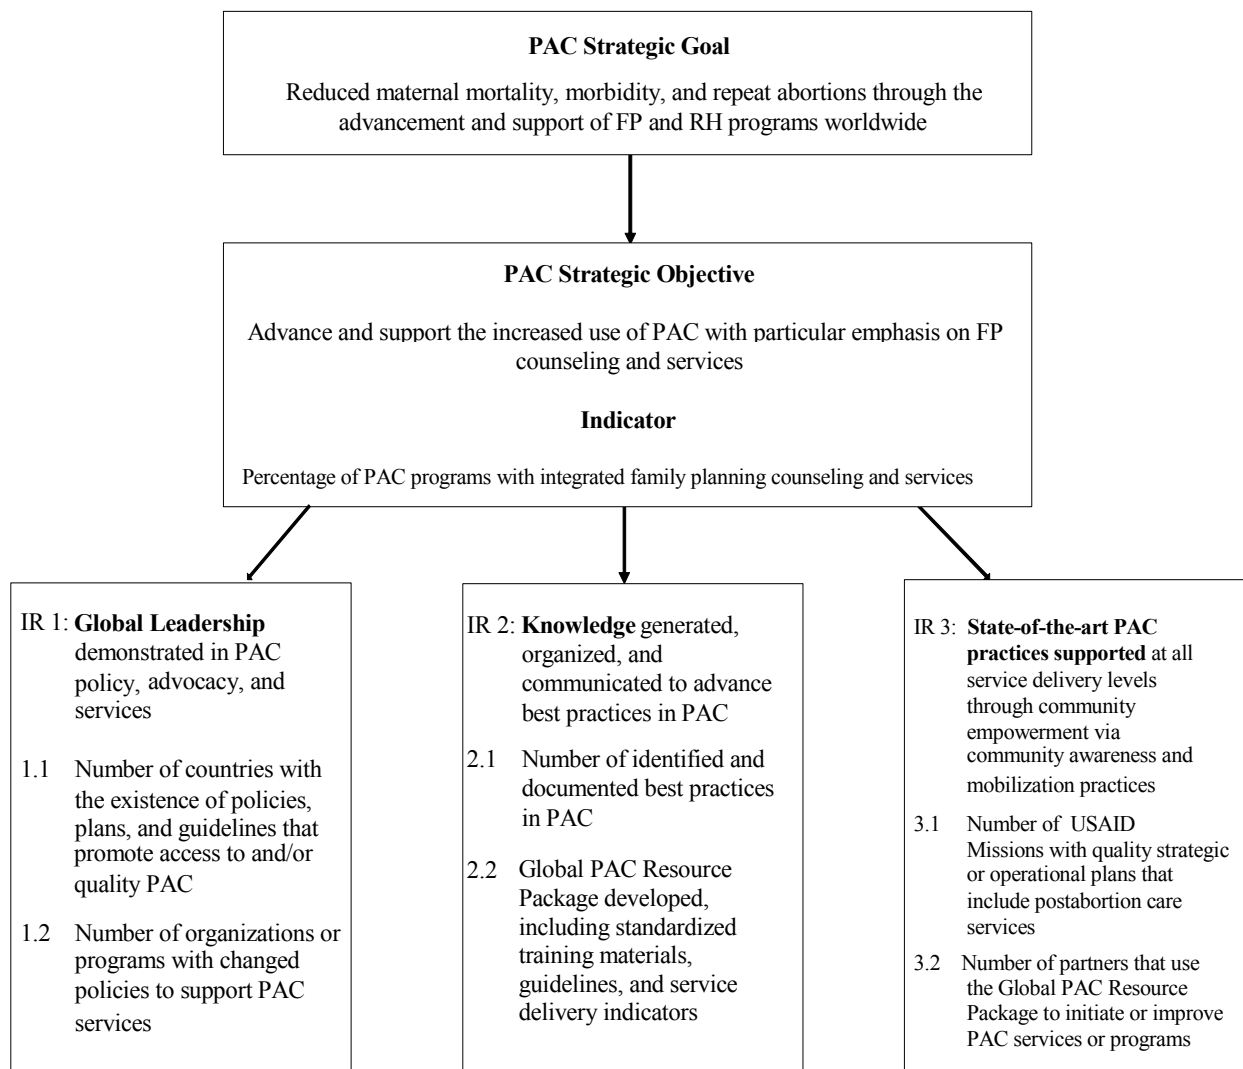 PAC Strategic Goal
Reduced maternal mortality, morbidity, and repeat abortions through the
advancement and support of FP and RH programs worldwide
PAC Strategic Objective
Advance and support the increased use of PAC with particular emphasis on FP
counseling and services
Indicator
Percentage of PAC programs with integrated family planning counseling and services
IR 1: Global Leadership
demonstrated in PAC
policy, advocacy, and
services
1.1 Number of countries with
the existence of policies,
plans, and guidelines that
promote access to and/or
quality PAC
1.2 Number of organizations or
programs with changed
policies to support PAC
services
IR 2: Knowledge generated,
organized, and
communicated to advance
best practices in PAC
2.1 Number of identified and
documented best practices
in PAC
2.2 Global PAC Resource
Package developed,
including standardized
training materials,
guidelines, and service
delivery indicators
IR 3: State-of-the-art PAC
practices supported at all
service delivery levels
through community
empowerment via
community awareness and
mobilization practices
3.1 Number of USAID
Missions with quality strategic
or operational plans that
include postabortion care
services
3.2 Number of partners that use
the Global PAC Resource
Package to initiate or improve
PAC services or programs